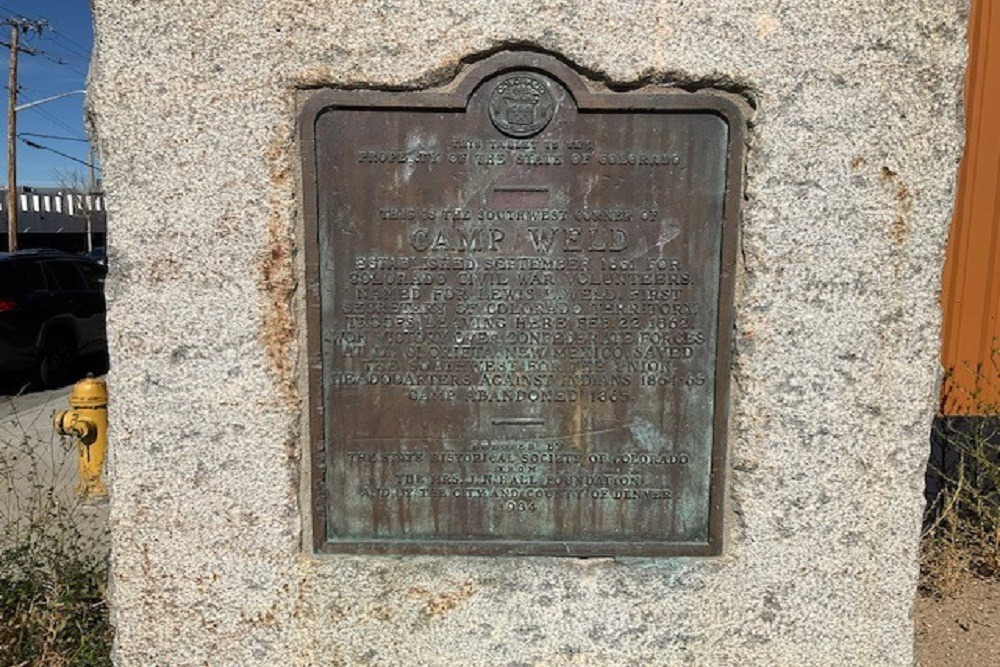 COLORADO
THIS TABLET IS THE
PROPERTY OF THE STATE OF COLORADO
THIS IS THE SOUTHWEST CORNER OF
CAMP WELD
ESTABLISHED SEPTEMBER 1861 FOR
COLORADO CIVIL WAR VOLUNTEERS.
NAMED FOR LEWIS L. WELD, FIRST
SECRETARY OF COLORADO TERRITORY.
TROOPS LEAVING HERE FEB. 22, 1862,
WON VICTORY OVER CONFEDERATE FORCES
AT LA GLORIETA, NEW MEXICO, SAVED
THE SOUTHWEST FOR THE UNION.
HEADQUARTERS AGAINST INDIANS 1864-65
CAMP ABANDONED 1865.
ERECTED BY
THE STATE HISTORICAL SOCIETY OF COLORADO
FROM
THE MRS. J. N. HALL FOUNDATION
AND BY THE CITY AND COUNTY OF DENVER
1934